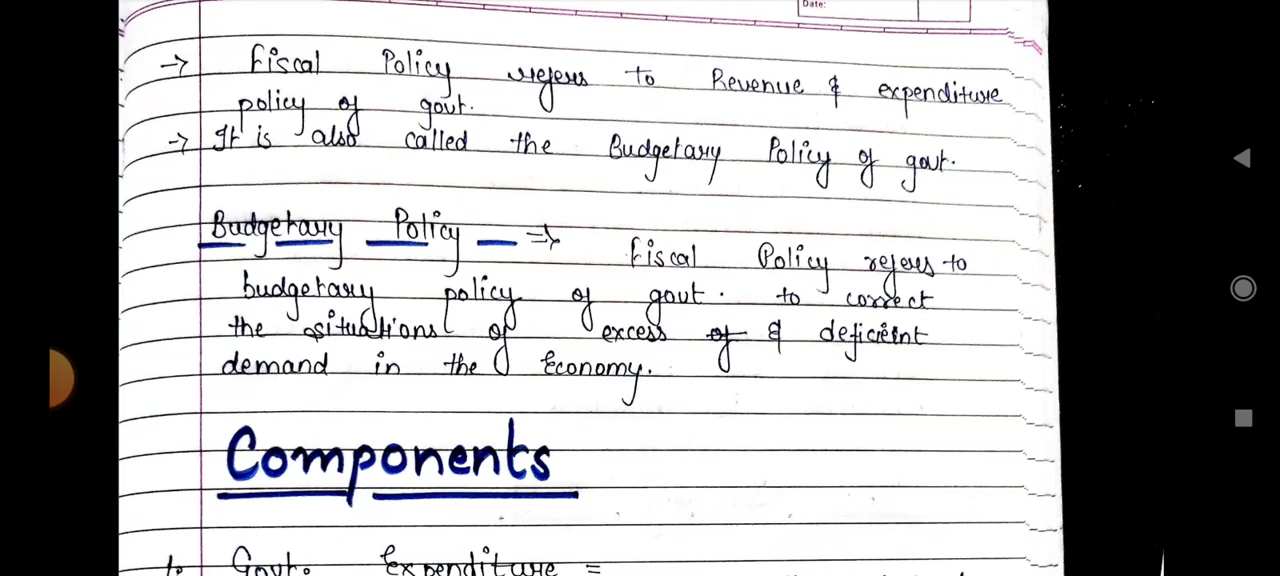 Date:
→ Fiscal Policy refers to Revenue & expenditure
policy of govt.
→ It is also called the Budgetary Policy of govt.
Budgetary Policy — ⇒ Fiscal Policy refers to
budgetary policy of govt. to correct
the situations of excess of & deficient
demand in the Economy.
Components
1. Govt. Expenditure =